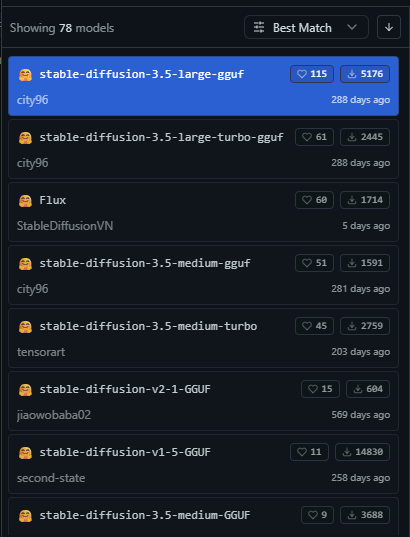 Showing 78 models Best Match
stable-diffusion-3.5-large-gguf 115 5176
city96 288 days ago
stable-diffusion-3.5-large-turbo-gguf 61 2445
city96 288 days ago
Flux 60 1714
StableDiffusionVN 5 days ago
stable-diffusion-3.5-medium-gguf 51 1591
city96 281 days ago
stable-diffusion-3.5-medium-turbo 45 2759
tensorart 203 days ago
stable-diffusion-v2-1-GGUF 15 604
jiaowobaba02 569 days ago
stable-diffusion-v1-5-GGUF 11 14830
second-state 258 days ago
stable-diffusion-3.5-medium-GGUF 9 3688